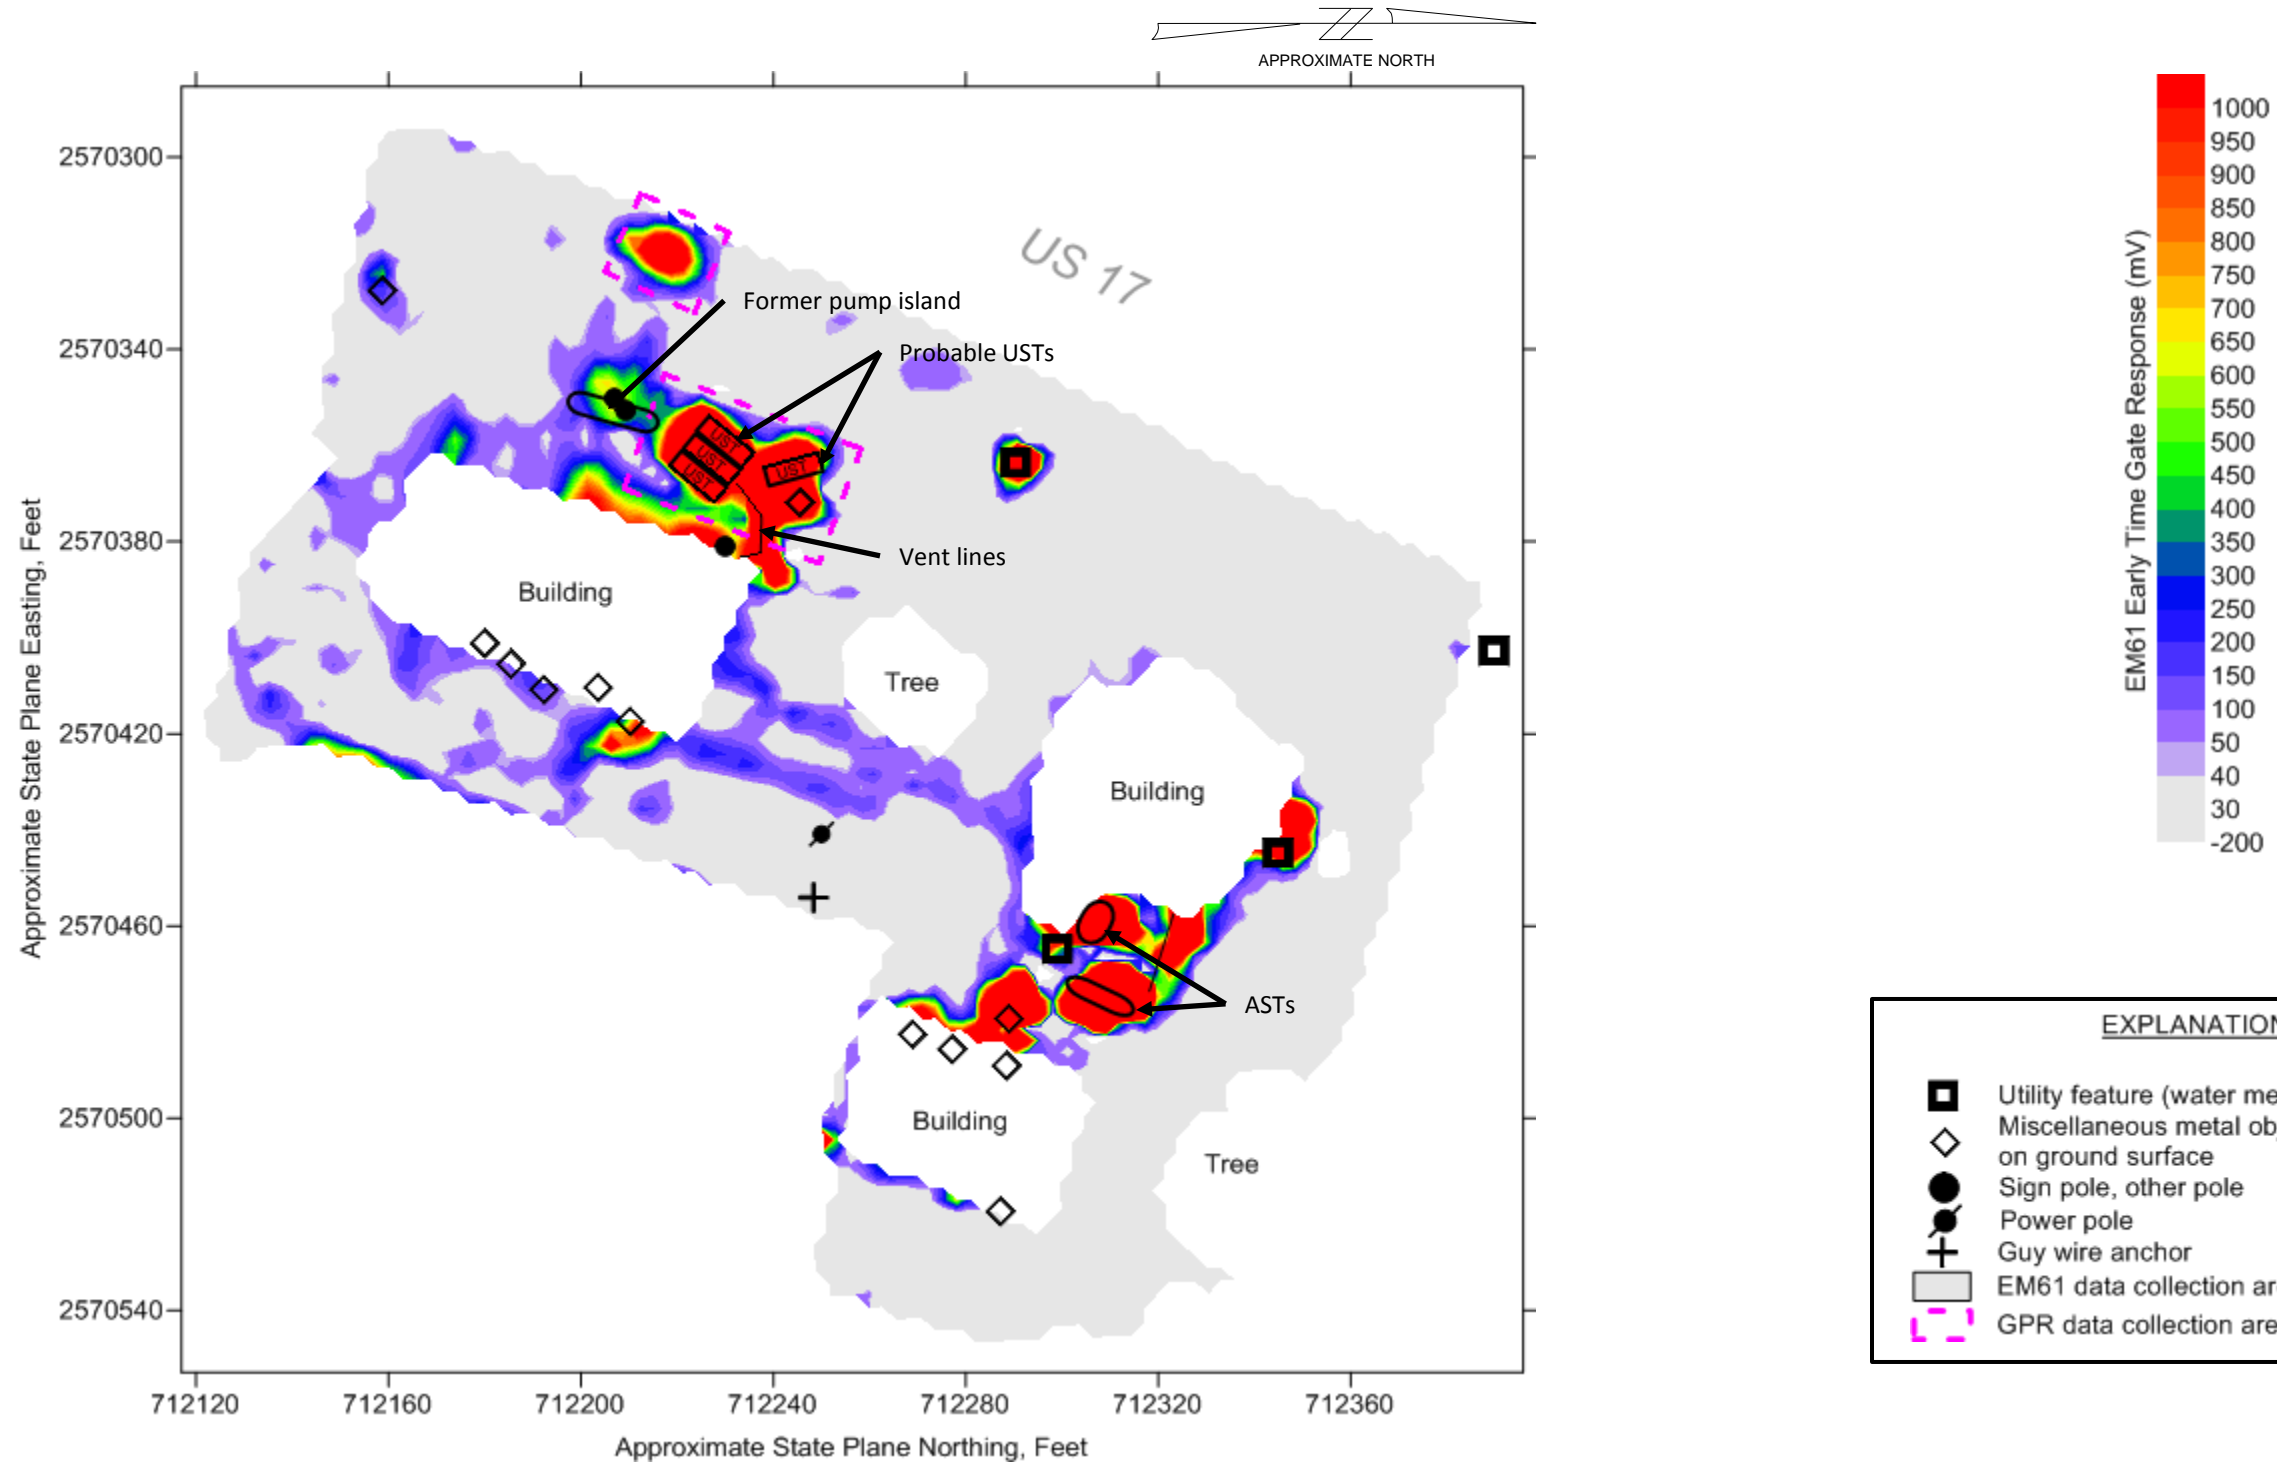 APPROXIMATE NORTH
2570300
2570340
2570380
2570420
2570460
2570500
2570540
Approximate State Plane Easting, Feet
712120
712160
712200
712240
712280
712320
712360
Approximate State Plane Northing, Feet
US 17
Former pump island
Probable USTs
UST
UST
UST
UST
Vent lines
Building
Tree
Building
ASTs
Building
Tree
EM61 Early Time Gate Response (mV)
1000
950
900
850
800
750
700
650
600
550
500
450
400
350
300
250
200
150
100
50
40
30
-200
EXPLANATION
Utility feature (water me
Miscellaneous metal ob
on ground surface
Sign pole, other pole
Power pole
Guy wire anchor
EM61 data collection ar
GPR data collection are